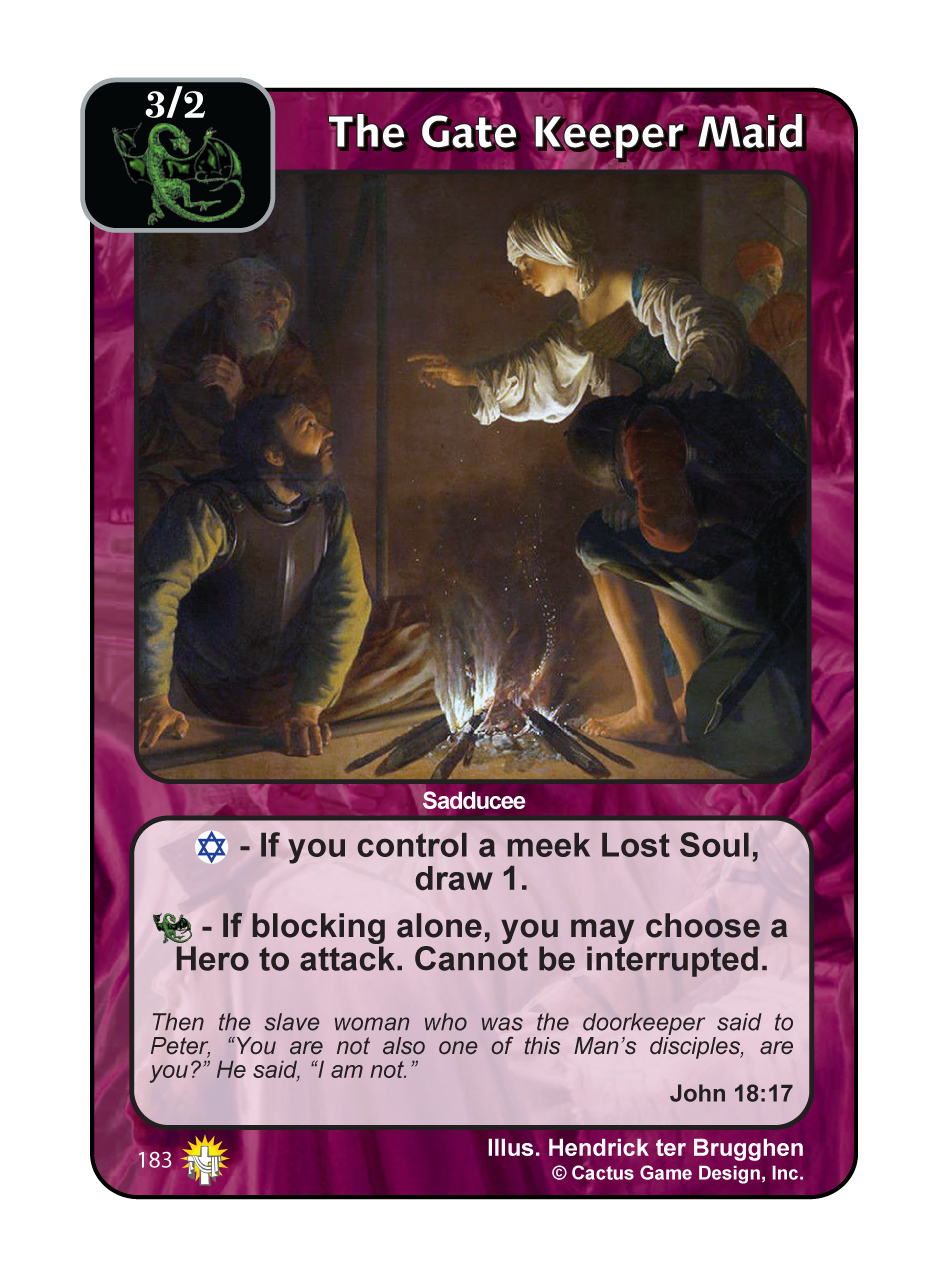 3/2
The Gate Keeper Maid
Sadducee
- If you control a meek Lost Soul,
draw 1.
- If blocking alone, you may choose a
Hero to attack. Cannot be interrupted.
Then the slave woman who was the doorkeeper said to
Peter, “You are not also one of this Man’s disciples, are
you?” He said, “I am not.”
John 18:17
183
Illus. Hendrick ter Brugghen
© Cactus Game Design, Inc.